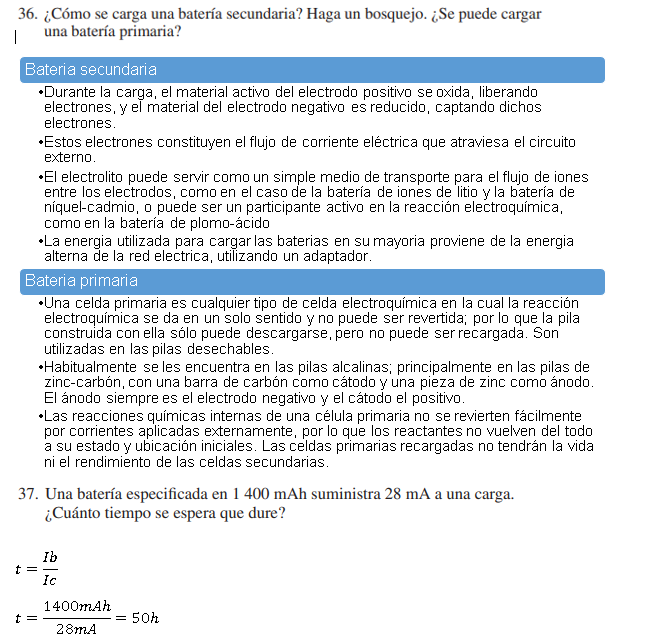 36. ¿Cómo se carga una batería secundaria? Haga un bosquejo. ¿Se puede cargar
una batería primaria?
Bateria secundaria
•Durante la carga, el material activo del electrodo positivo se oxida, liberando
electrones, y el material del electrodo negativo es reducido, captando dichos
electrones.
•Estos electrones constituyen el flujo de corriente eléctrica que atraviesa el circuito
externo.
•El electrolito puede servir como un simple medio de transporte para el flujo de iones
entre los electrodos, como en el caso de la batería de iones de litio y la batería de
níquel-cadmio, o puede ser un participante activo en la reacción electroquímica,
como en la batería de plomo-ácido
•La energia utilizada para cargar las baterias en su mayoria proviene de la energia
alterna de la red electrica, utilizando un adaptador.
Bateria primaria
•Una celda primaria es cualquier tipo de celda electroquímica en la cual la reacción
electroquímica se da en un solo sentido y no puede ser revertida; por lo que la pila
construida con ella sólo puede descargarse, pero no puede ser recargada. Son
utilizadas en las pilas desechables.
•Habitualmente se les encuentra en las pilas alcalinas; principalmente en las pilas de
zinc-carbón, con una barra de carbón como cátodo y una pieza de zinc como ánodo.
El ánodo siempre es el electrodo negativo y el cátodo el positivo.
•Las reacciones químicas internas de una célula primaria no se revierten fácilmente
por corrientes aplicadas externamente, por lo que los reactantes no vuelven del todo
a su estado y ubicación iniciales. Las celdas primarias recargadas no tendrán la vida
ni el rendimiento de las celdas secundarias.
37. Una batería especificada en 1 400 mAh suministra 28 mA a una carga.
¿Cuánto tiempo se espera que dure?
t = Ib / Ic
t = 1400mAh / 28mA = 50h